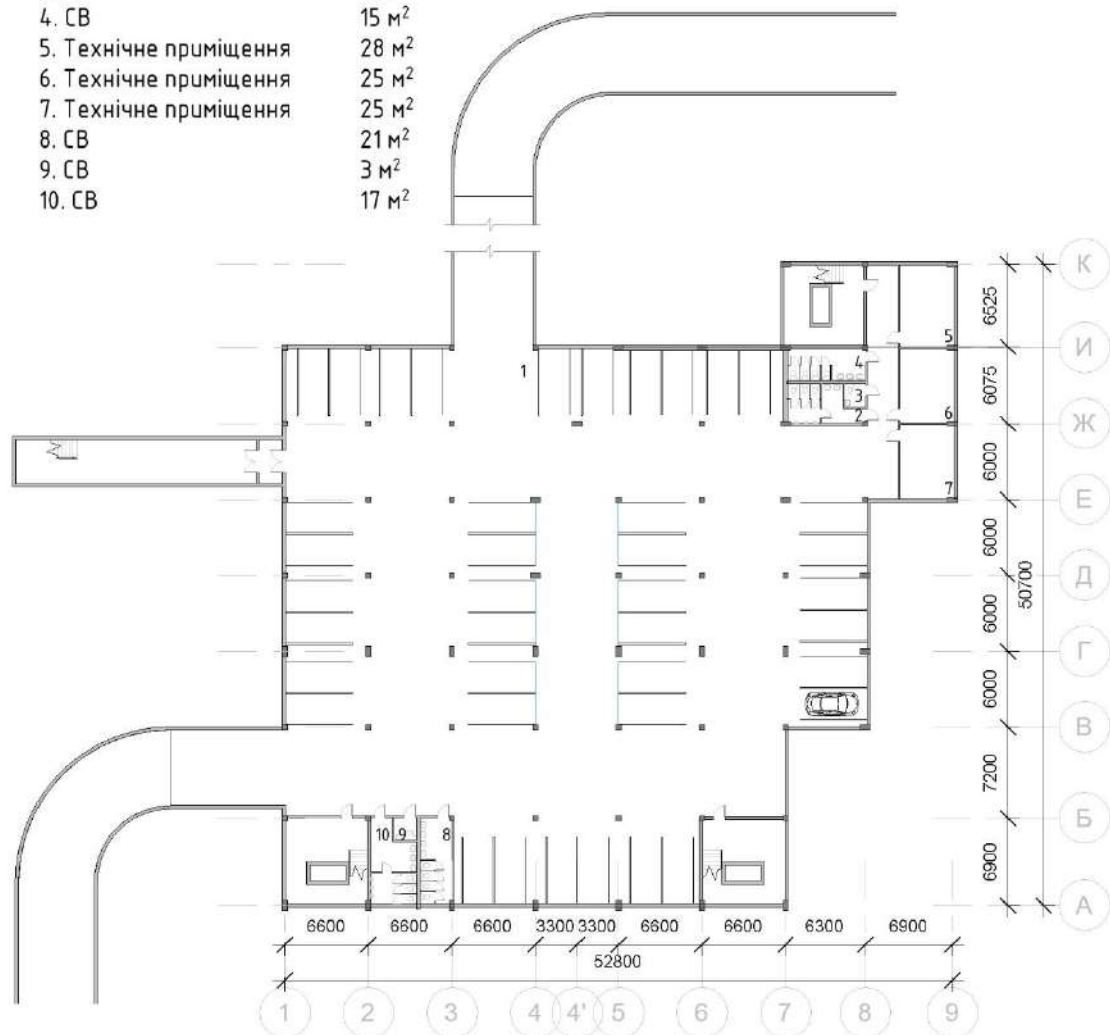 4. СВ 15 м²
5. Технічне приміщення 28 м²
6. Технічне приміщення 25 м²
7. Технічне приміщення 25 м²
8. СВ 21 м²
9. СВ 3 м²
10. СВ 17 м²
К
6525
5
И
1
4
6075
3
6
2
Ж
6000
7
Е
6000
Д
50700
6000
Г
6000
В
7200
10 9 8
Б
6900
А
6600 6600 6600 3300 3300 6600 6600 6300 6900
52800
1 2 3 4 4' 5 6 7 8 9